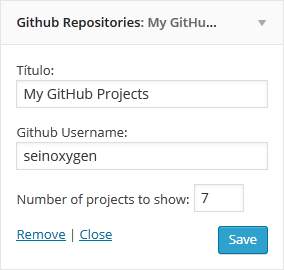 Github Repositories: My GitHu...
Título:
My GitHub Projects
Github Username:
seinoxygen
Number of projects to show: 7
Remove | Close Save